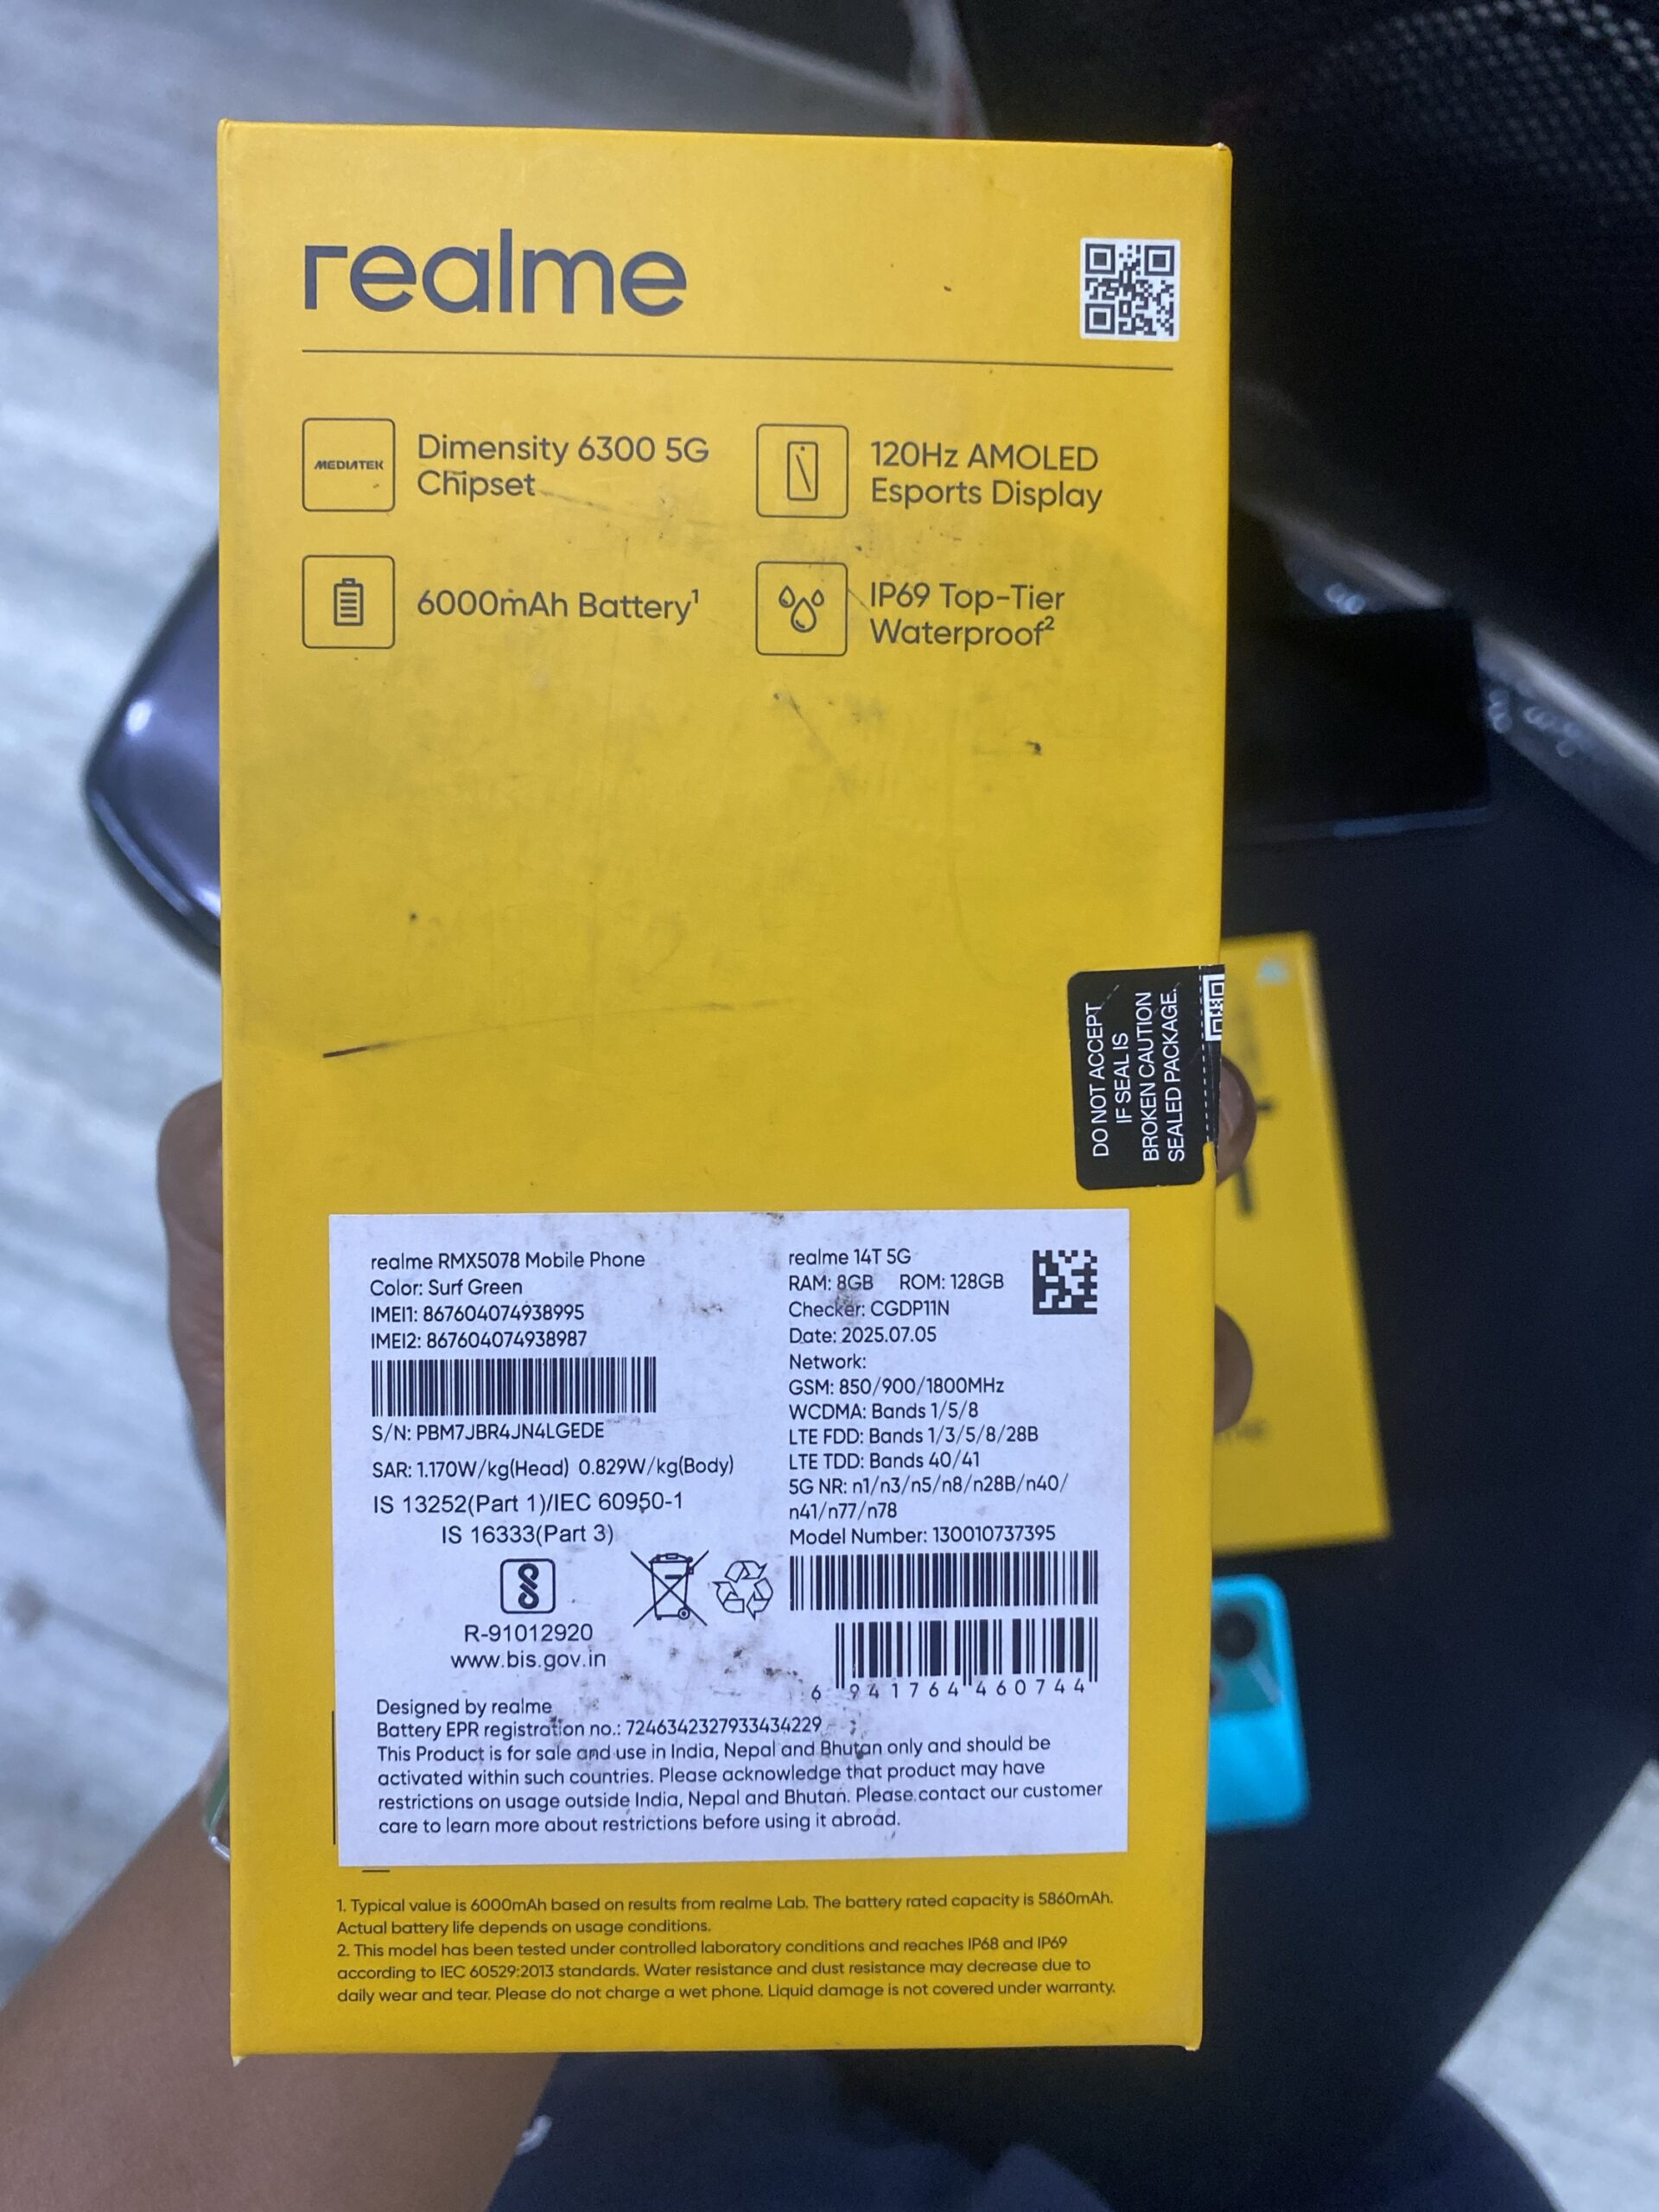 realme
MEDIATEK
Dimensity 6300 5G
Chipset
120Hz AMOLED
Esports Display
6000mAh Battery¹
IP69 Top-Tier
Waterproof²
DO NOT ACCEPT
IF SEAL IS
BROKEN CAUTION
SEALED PACKAGE.
realme RMX5078 Mobile Phone
Color: Surf Green
IMEI1: 867604074938995
IMEI2: 867604074938987
S/N: PBM7JBR4JN4LGEDE
SAR: 1.170W/kg(Head) 0.829W/kg(Body)
IS 13252(Part 1)/IEC 60950-1
IS 16333(Part 3)
R-91012920
www.bis.gov.in
realme 14T 5G
RAM: 8GB ROM: 128GB
Checker: CGDP11N
Date: 2025.07.05
Network:
GSM: 850/900/1800MHz
WCDMA: Bands 1/5/8
LTE FDD: Bands 1/3/5/8/28B
LTE TDD: Bands 40/41
5G NR: n1/n3/n5/n8/n28B/n40/
n41/n77/n78
Model Number: 130010737395
6 941764 460744
Designed by realme
Battery EPR registration no.: 7246342327933434229
This Product is for sale and use in India, Nepal and Bhutan only and should be
activated within such countries. Please acknowledge that product may have
restrictions on usage outside India, Nepal and Bhutan. Please contact our customer
care to learn more about restrictions before using it abroad.
1. Typical value is 6000mAh based on results from realme Lab. The battery rated capacity is 5860mAh.
Actual battery life depends on usage conditions.
2. This model has been tested under controlled laboratory conditions and reaches IP68 and IP69
according to IEC 60529:2013 standards. Water resistance and dust resistance may decrease due to
daily wear and tear. Please do not charge a wet phone. Liquid damage is not covered under warranty.